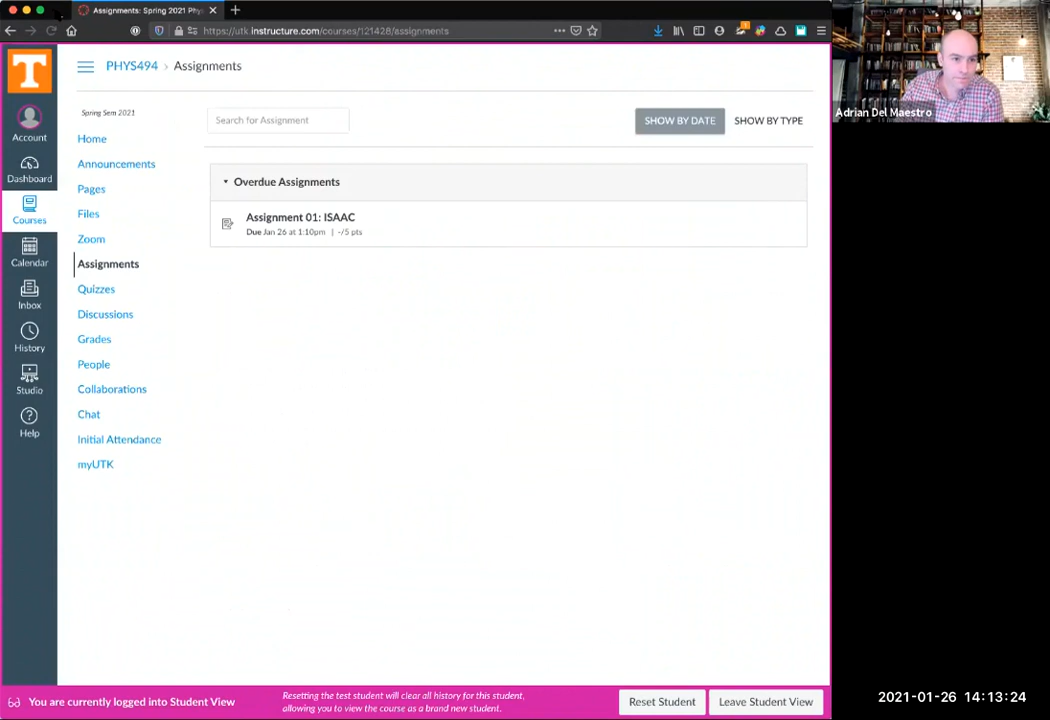 Assignments: Spring 2021 Phy
https://utk.instructure.com/courses/121428/assignments
Adrian Del Maestro
T
PHYS494 › Assignments
Account
Dashboard
Courses
Calendar
Inbox
History
Studio
Help
Spring Sem 2021
Home
Announcements
Pages
Files
Zoom
Assignments
Quizzes
Discussions
Grades
People
Collaborations
Chat
Initial Attendance
myUTK
Search for Assignment
SHOW BY DATE
SHOW BY TYPE
Overdue Assignments
Assignment 01: ISAAC
Due Jan 26 at 1:10pm | -/5 pts
You are currently logged into Student View
Resetting the test student will clear all history for this student,
allowing you to view the course as a brand new student.
Reset Student
Leave Student View
2021-01-26 14:13:24